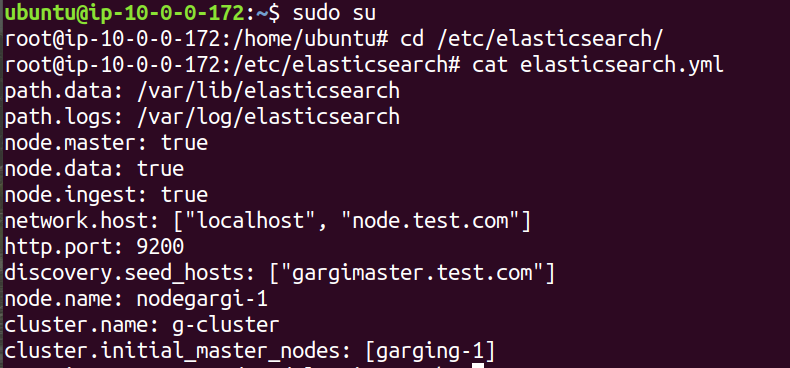 ubuntu@ip-10-0-0-172:~$ sudo su
root@ip-10-0-0-172:/home/ubuntu# cd /etc/elasticsearch/
root@ip-10-0-0-172:/etc/elasticsearch# cat elasticsearch.yml
path.data: /var/lib/elasticsearch
path.logs: /var/log/elasticsearch
node.master: true
node.data: true
node.ingest: true
network.host: ["localhost", "node.test.com"]
http.port: 9200
discovery.seed_hosts: ["gargimaster.test.com"]
node.name: nodegargi-1
cluster.name: g-cluster
cluster.initial_master_nodes: [garging-1]